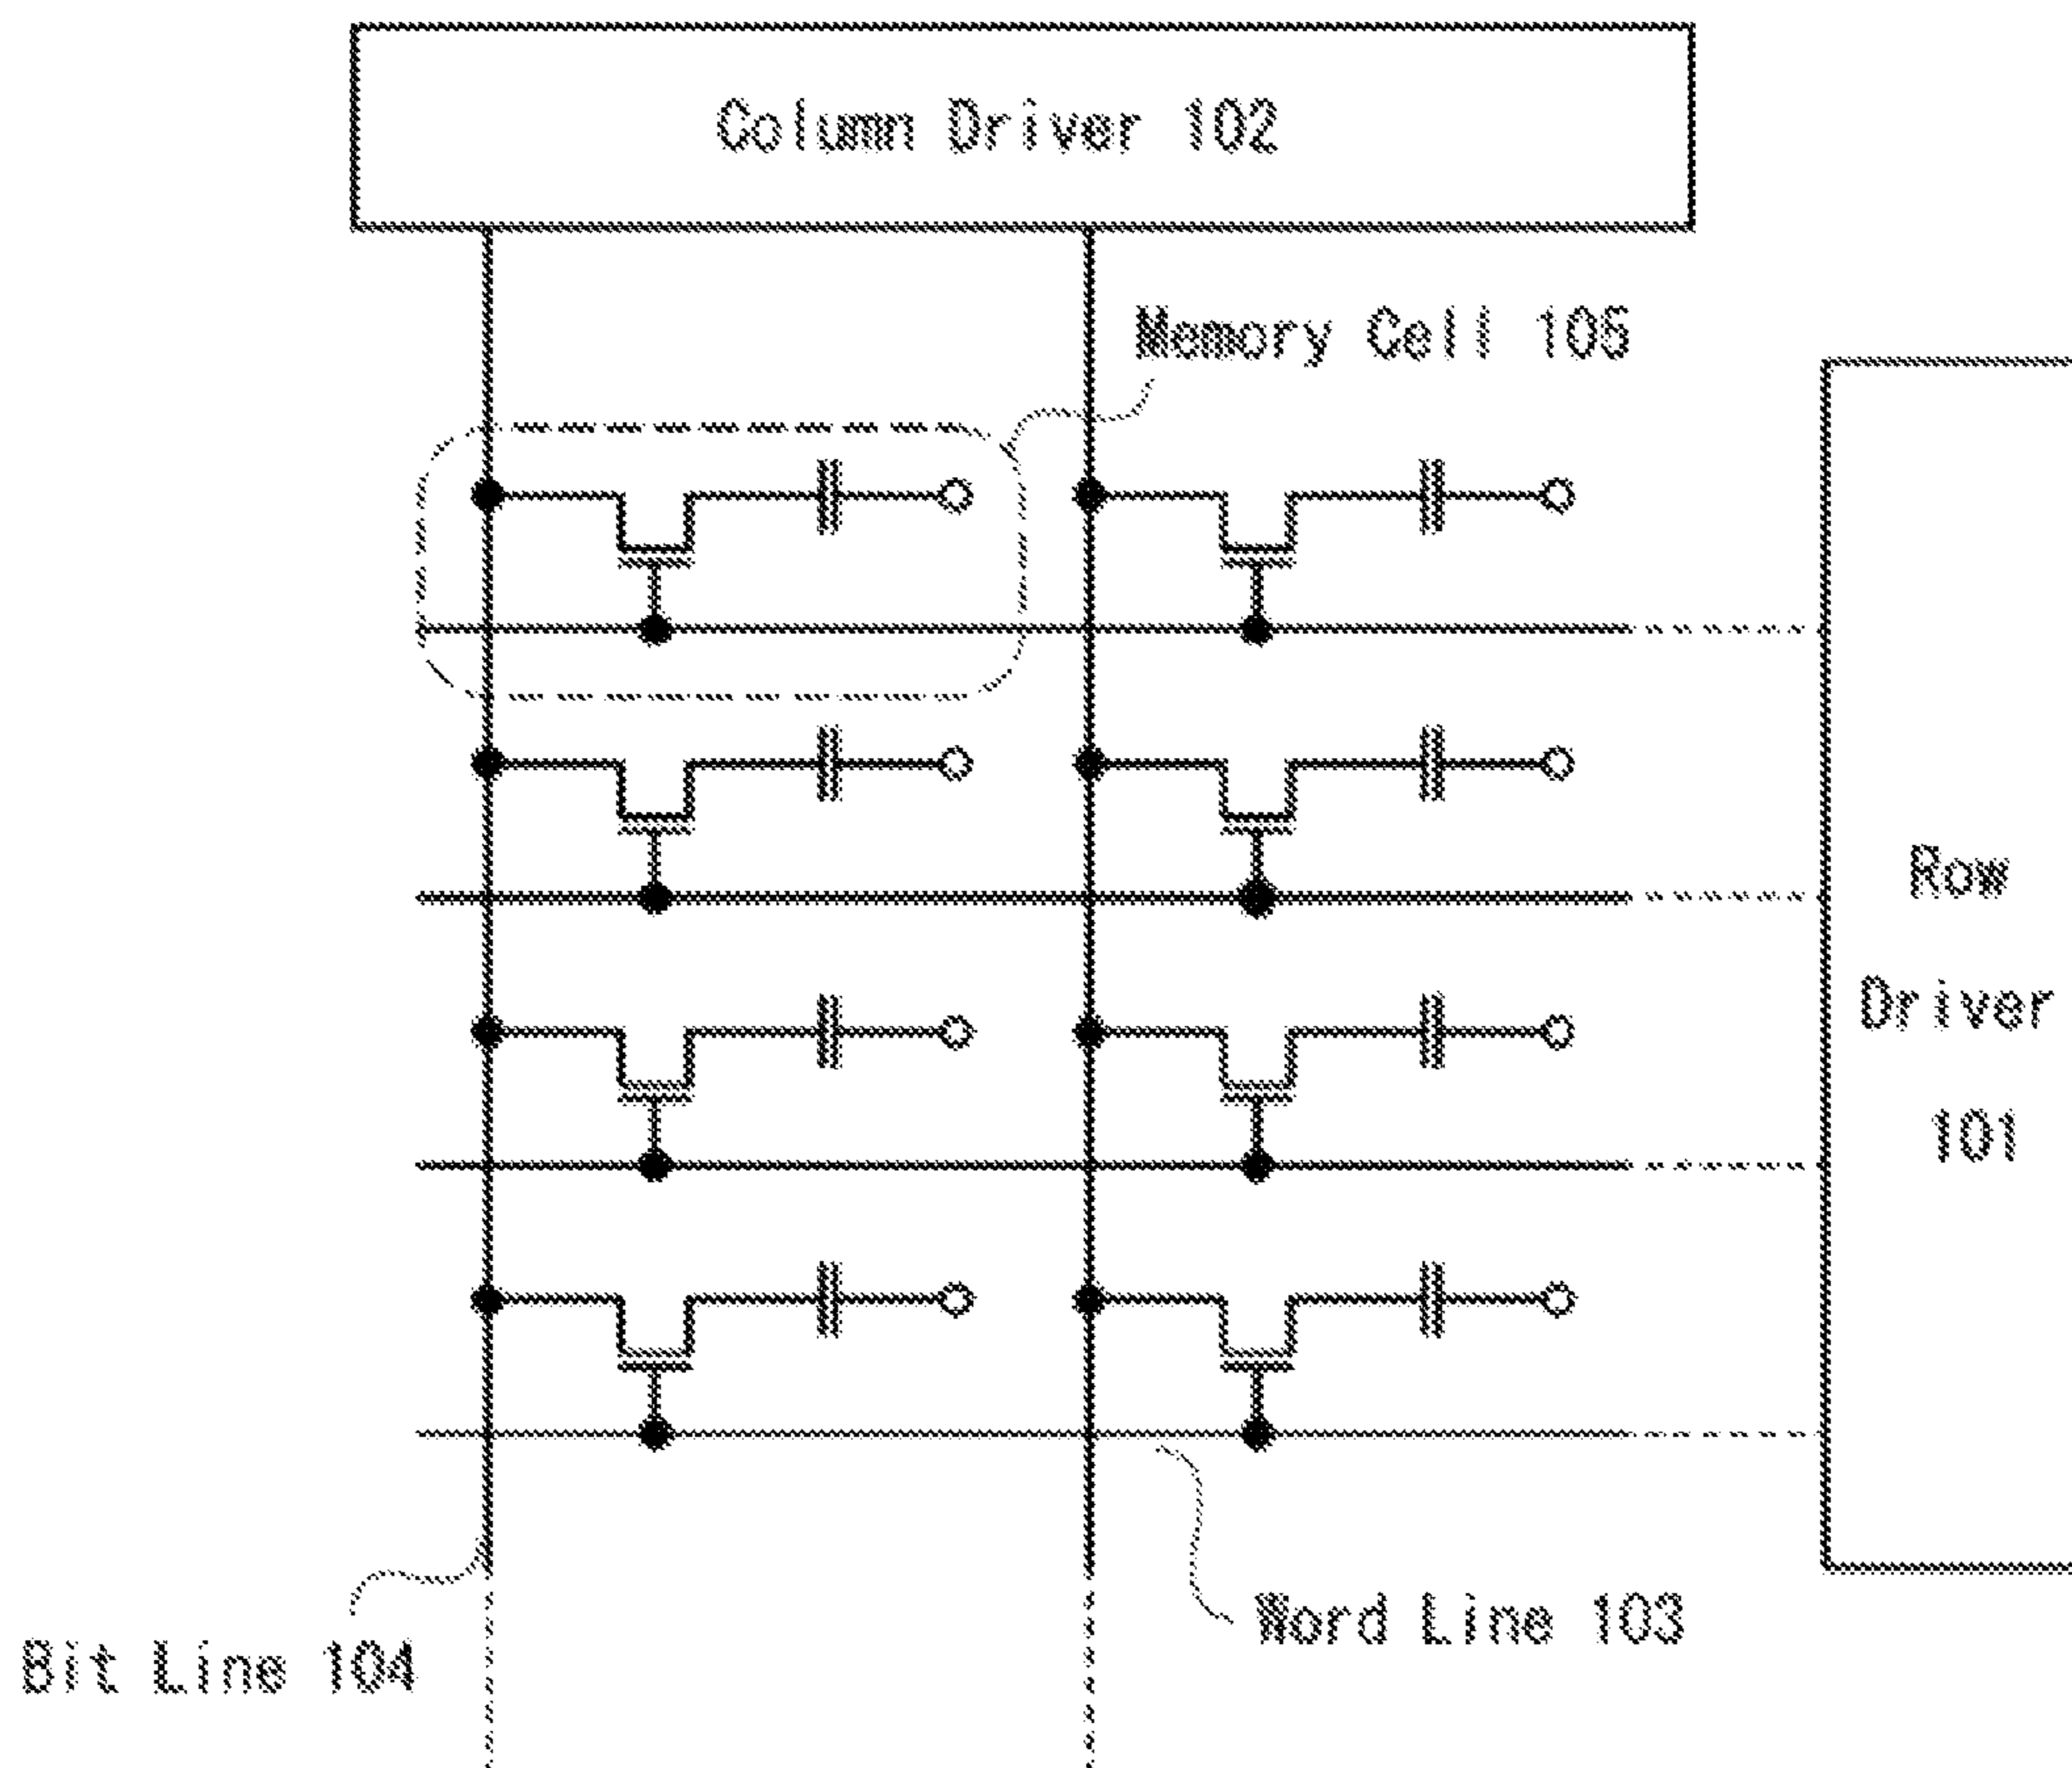 Column Driver 102
Memory Cell 105
Row
Driver
101
Word Line 103
Bit Line 104